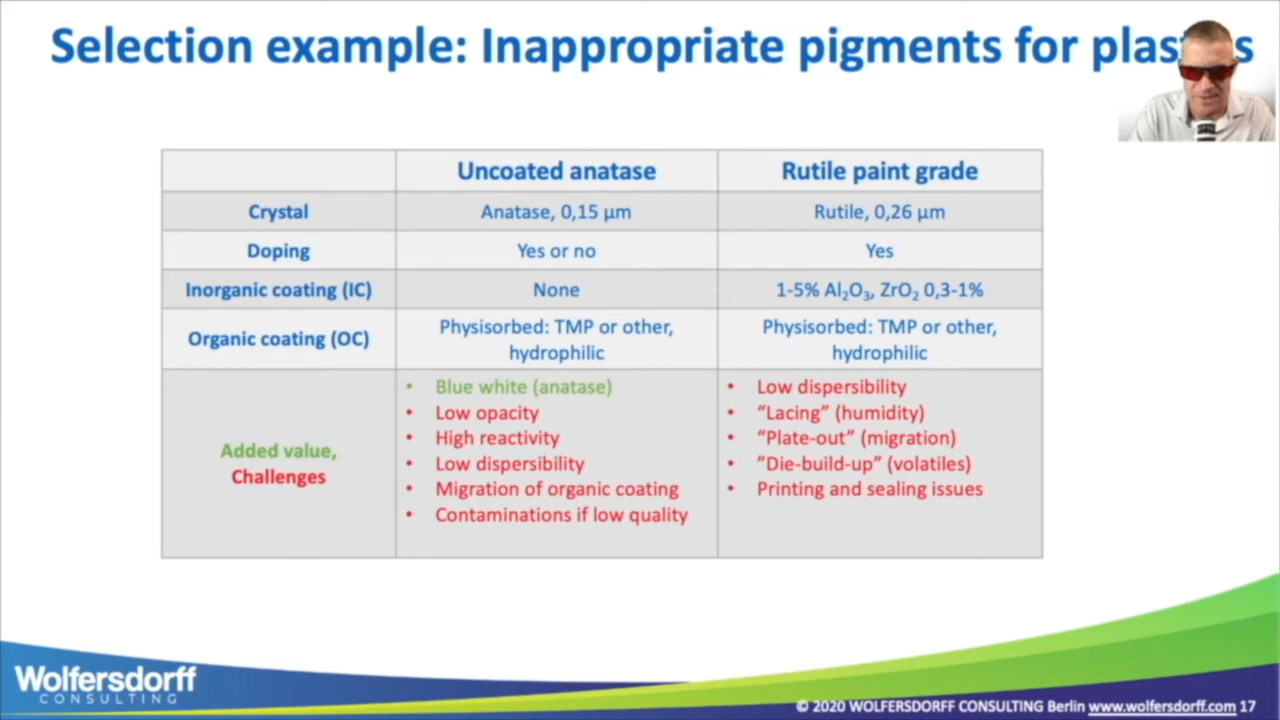 Selection example: Inappropriate pigments for plastics
Uncoated anatase
Rutile paint grade
Crystal
Anatase, 0,15 µm
Rutile, 0,26 µm
Doping
Yes or no
Yes
Inorganic coating (IC)
None
1-5% Al₂O₃, ZrO₂ 0,3-1%
Organic coating (OC)
Physisorbed: TMP or other,
hydrophilic
Physisorbed: TMP or other,
hydrophilic
Added value,
Challenges
• Blue white (anatase)
• Low opacity
• High reactivity
• Low dispersibility
• Migration of organic coating
• Contaminations if low quality
• Low dispersibility
• “Lacing” (humidity)
• “Plate-out” (migration)
• ”Die-build-up” (volatiles)
• Printing and sealing issues
Wolfersdorff
CONSULTING
© 2020 WOLFERSDORFF CONSULTING Berlin www.wolfersdorff.com 17